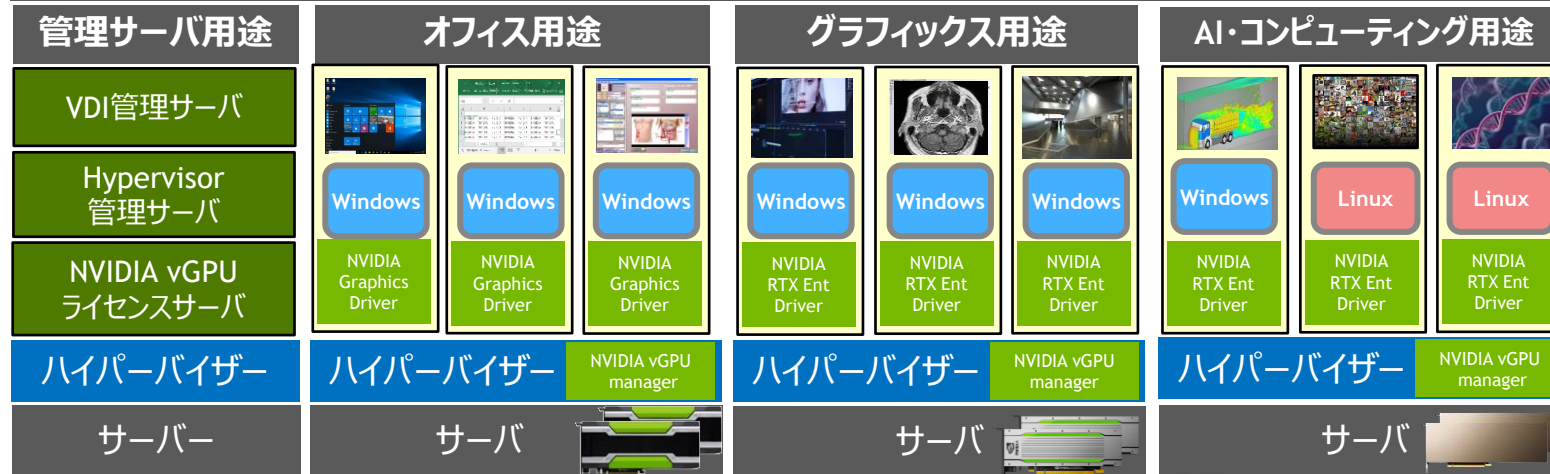 管理サーバ用途
VDI管理サーバ
Hypervisor
管理サーバ
NVIDIA vGPU
ライセンスサーバ
ハイパーバイザー
サーバー
オフィス用途
Windows
NVIDIA
Graphics
Driver
Windows
NVIDIA
Graphics
Driver
Windows
NVIDIA
Graphics
Driver
ハイパーバイザー
NVIDIA vGPU
manager
サーバ
グラフィックス用途
Windows
NVIDIA
RTX Ent
Driver
Windows
NVIDIA
RTX Ent
Driver
Windows
NVIDIA
RTX Ent
Driver
ハイパーバイザー
NVIDIA vGPU
manager
サーバ
AI・コンピューティング用途
Windows
NVIDIA
RTX Ent
Driver
Linux
NVIDIA
RTX Ent
Driver
Linux
NVIDIA
RTX Ent
Driver
ハイパーバイザー
NVIDIA vGPU
manager
サーバ